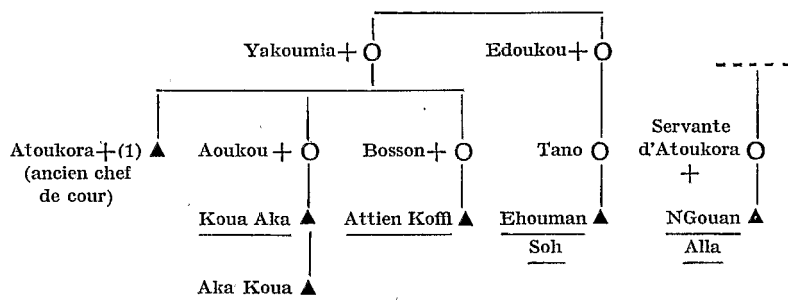 Yakoumia +
Edoukou +
Atoukora + (1)
(ancien chef
de cour)
Aoukou +
Bosson +
Tano
Servante
d'Atoukora
+
Koua Aka
Attien Koffi
Ehouman
Soh
NGouan
Alla
Aka Koua